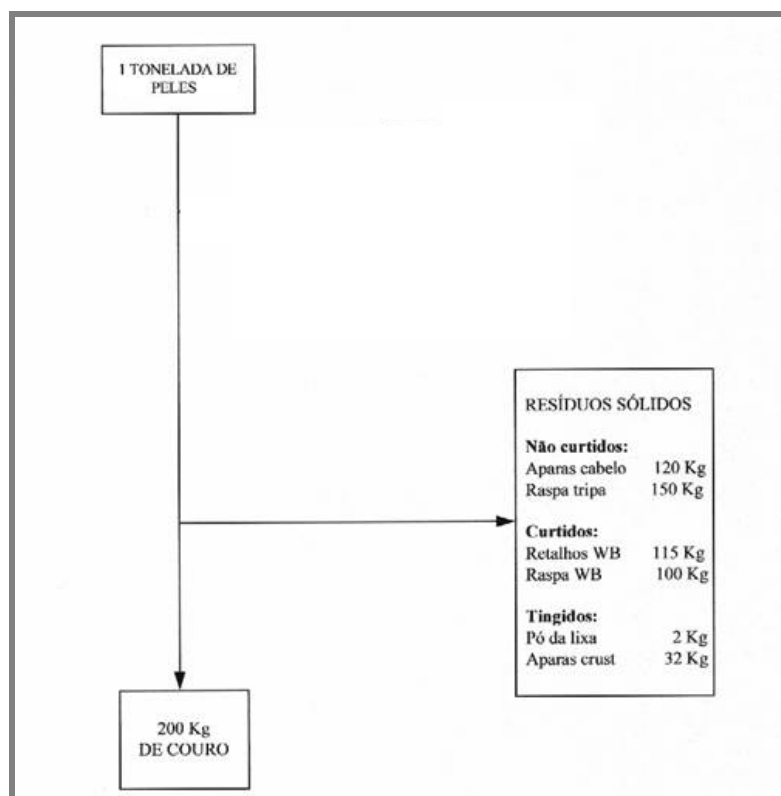 1 TONELADA DE
PELES
RESÍDUOS SÓLIDOS
Não curtidos:
Aparas cabelo 120 Kg
Raspa tripa 150 Kg
Curtidos:
Retalhos WB 115 Kg
Raspa WB 100 Kg
Tingidos:
Pó da lixa 2 Kg
Aparas crust 32 Kg
200 Kg
DE COURO